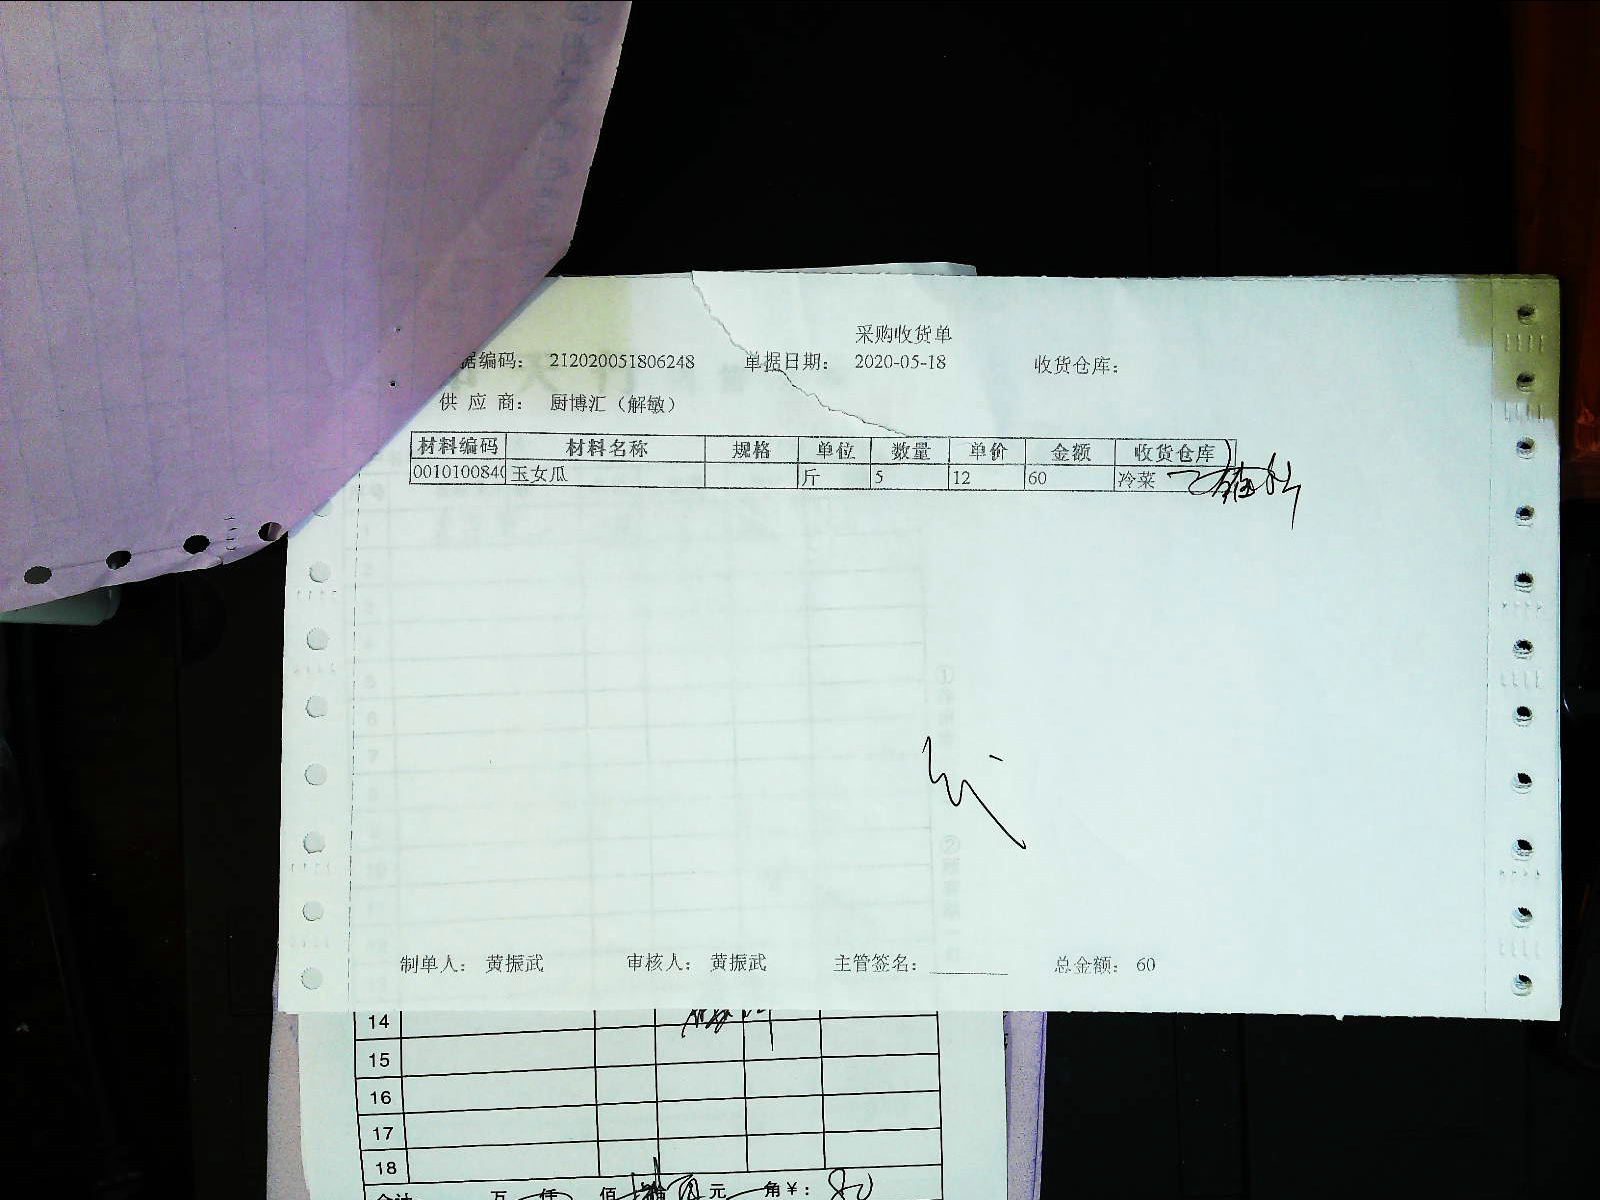 采购收货单
据编码： 212020051806248 单据日期： 2020-05-18 收货仓库：
供 应 商： 厨博汇（解敏）
材料编码 材料名称 规格 单位 数量 单价 金额 收货仓库
0010100840 玉女瓜 斤 5 12 60 冷菜
制单人： 黄振武 审核人： 黄振武 主管签名： 总金额： 60
14
15
16
17
18
万 仟 佰 拾 元 角￥：